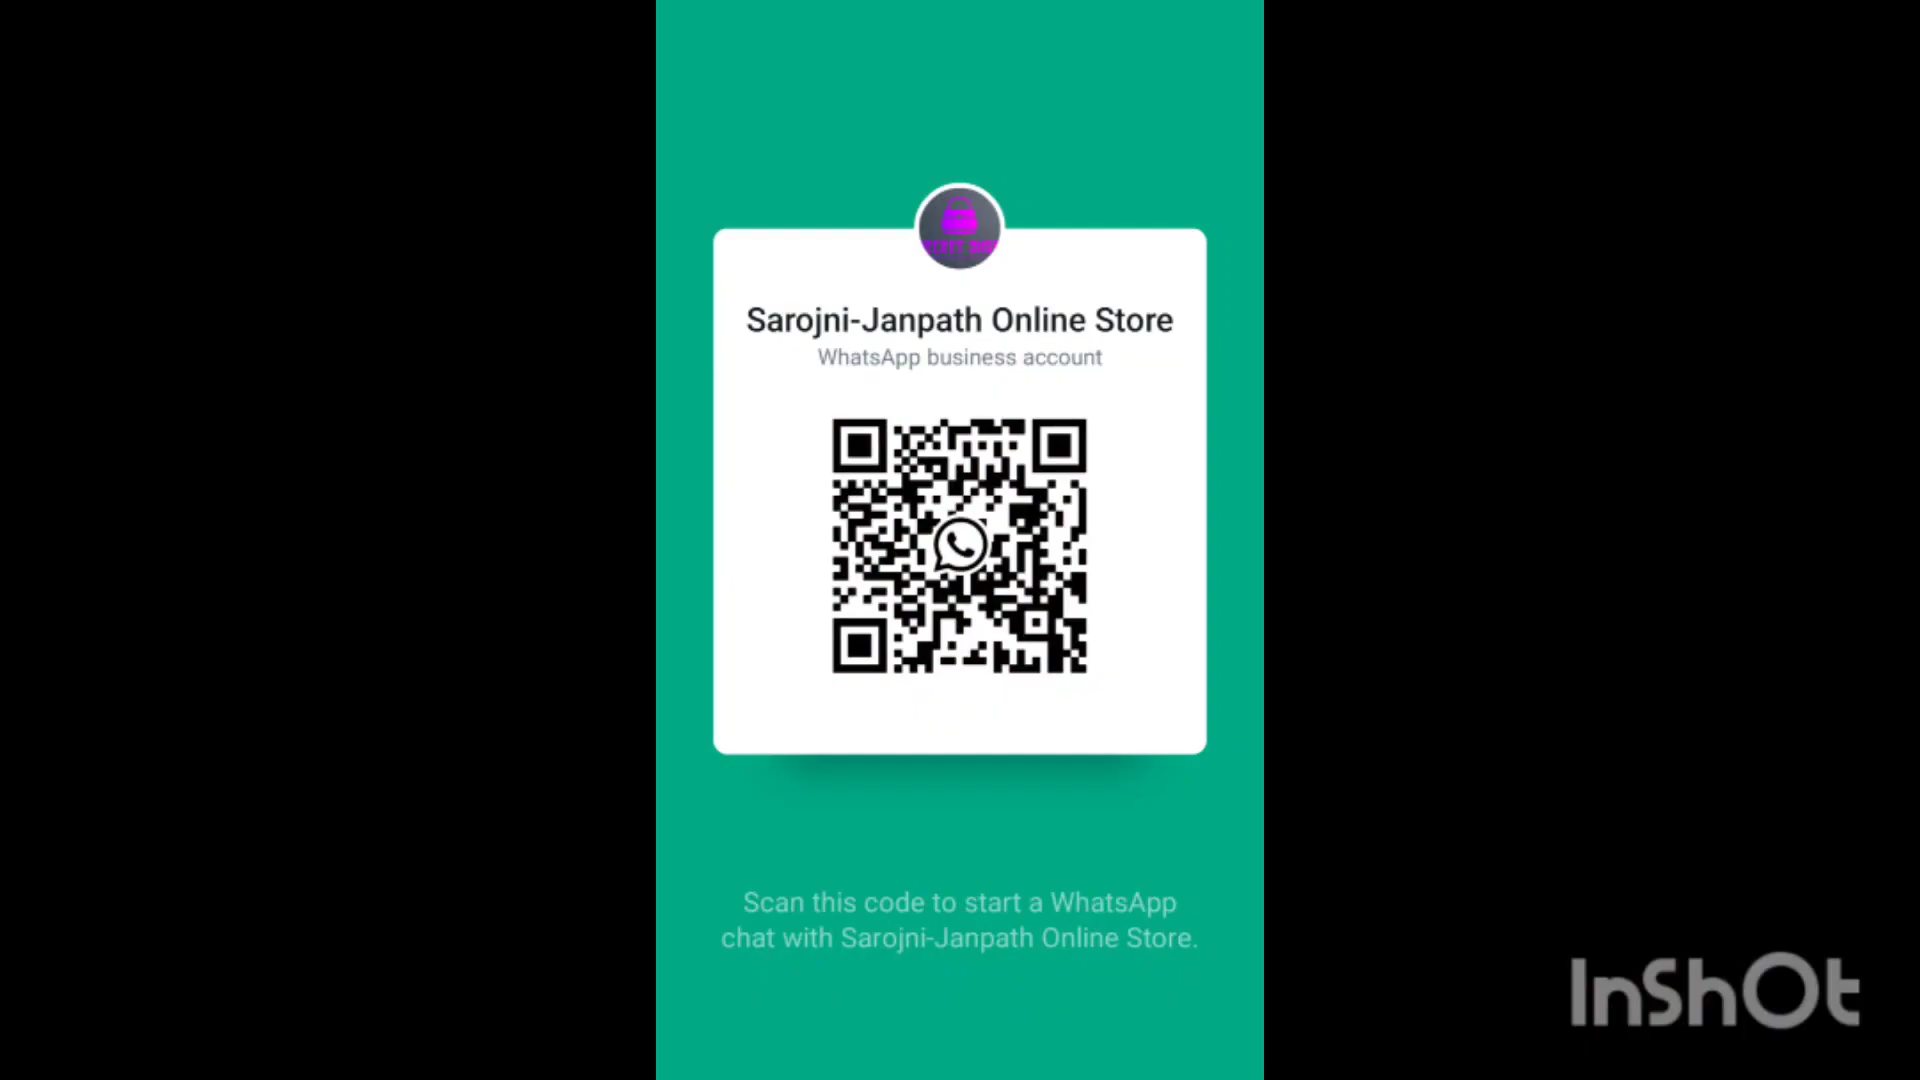 Sarojni-Janpath Online Store
WhatsApp business account
Scan this code to start a WhatsApp
chat with Sarojni-Janpath Online Store.
InShOt